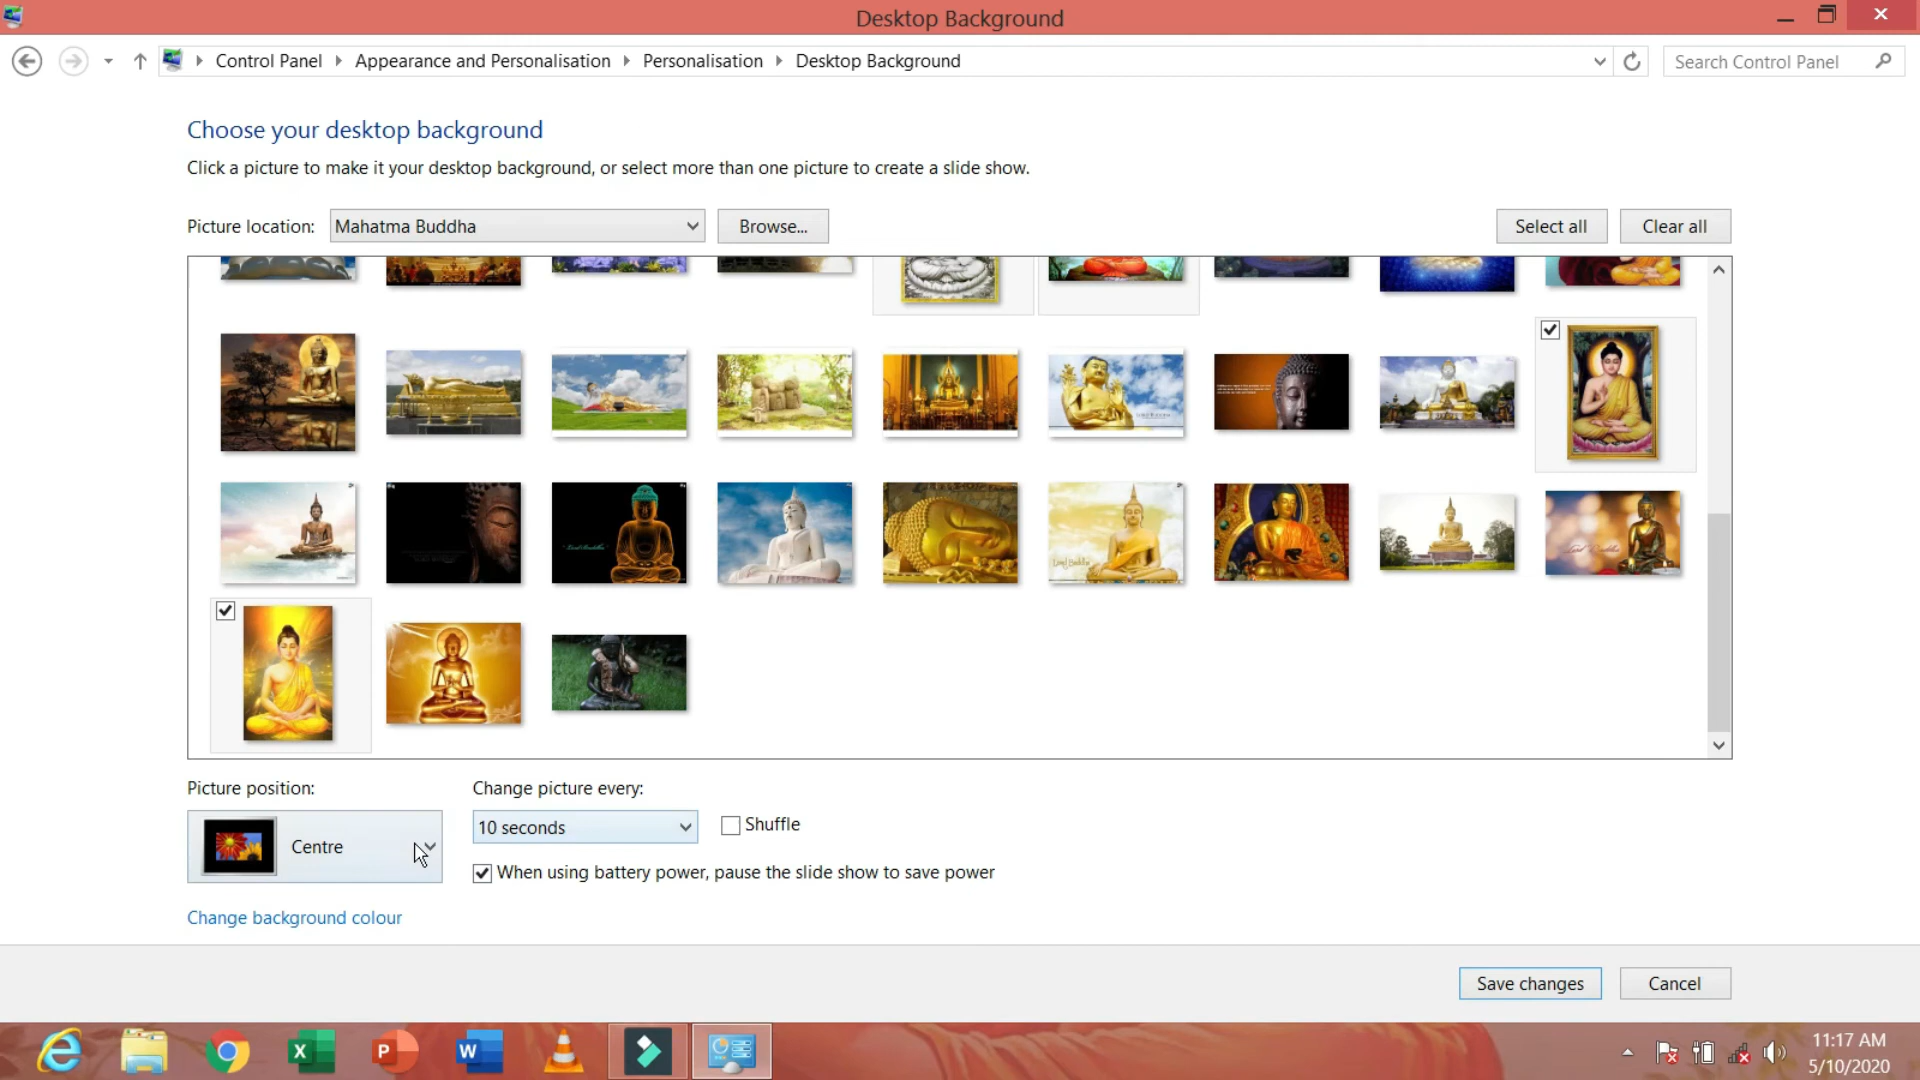 Desktop Background
Control Panel Appearance and Personalisation Personalisation Desktop Background
Search Control Panel
Choose your desktop background
Click a picture to make it your desktop background, or select more than one picture to create a slide show.
Picture location: Mahatma Buddha Browse... Select all Clear all
Picture position:
Change picture every:
Centre
10 seconds
Shuffle
When using battery power, pause the slide show to save power
Change background colour
Save changes Cancel
11:17 AM
5/10/2020